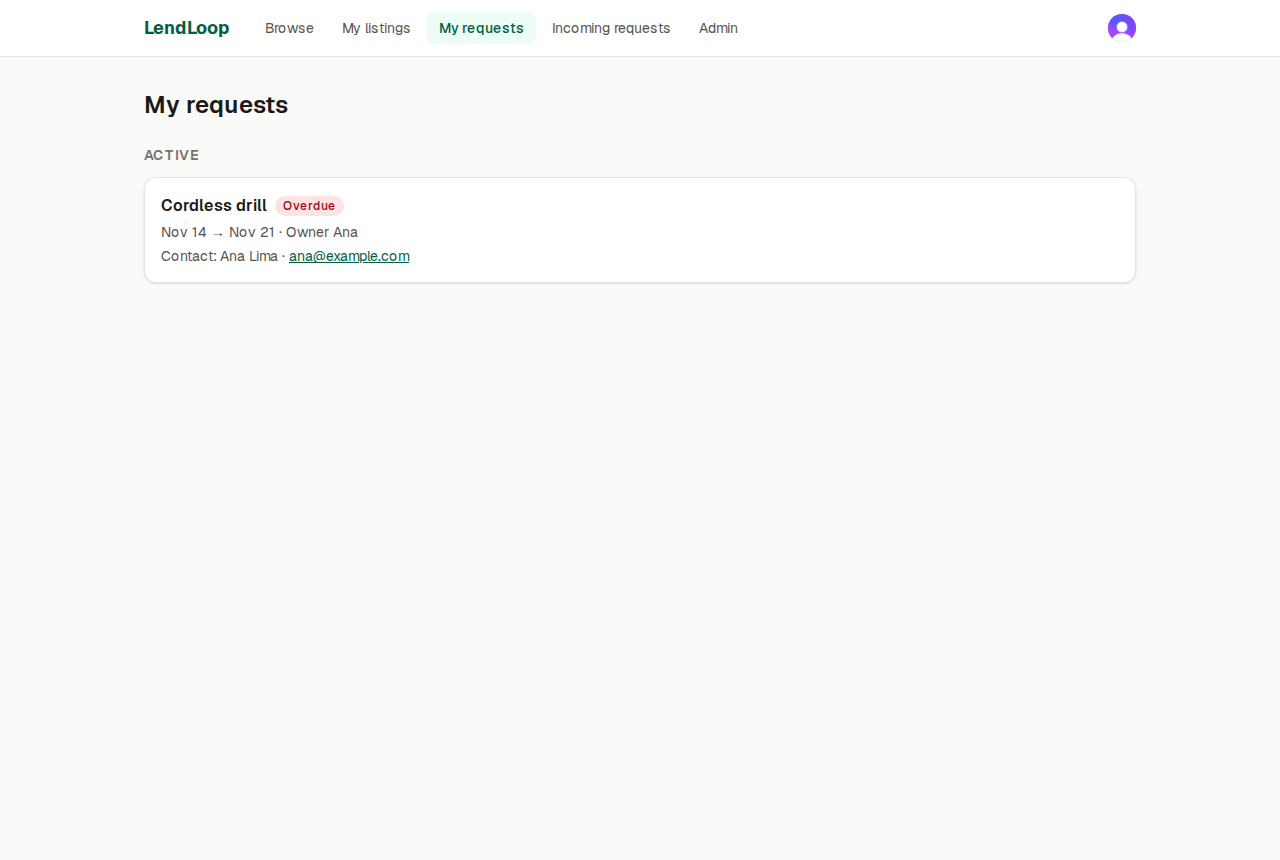 LendLoop Browse My listings My requests Incoming requests Admin
My requests
ACTIVE
Cordless drill Overdue
Nov 14 → Nov 21 · Owner Ana
Contact: Ana Lima · ana@example.com